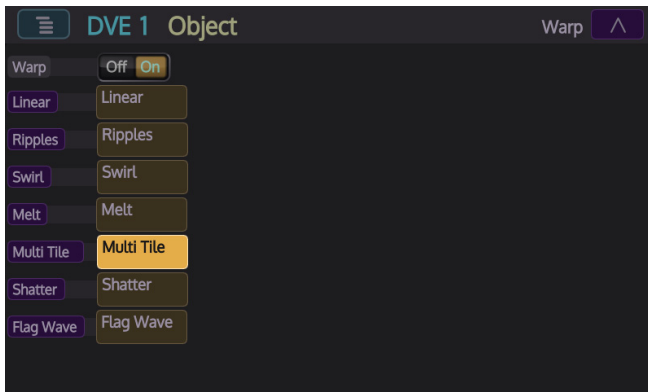 DVE 1 Object Warp
Warp Off On
Linear Linear
Ripples Ripples
Swirl Swirl
Melt Melt
Multi Tile Multi Tile
Shatter Shatter
Flag Wave Flag Wave